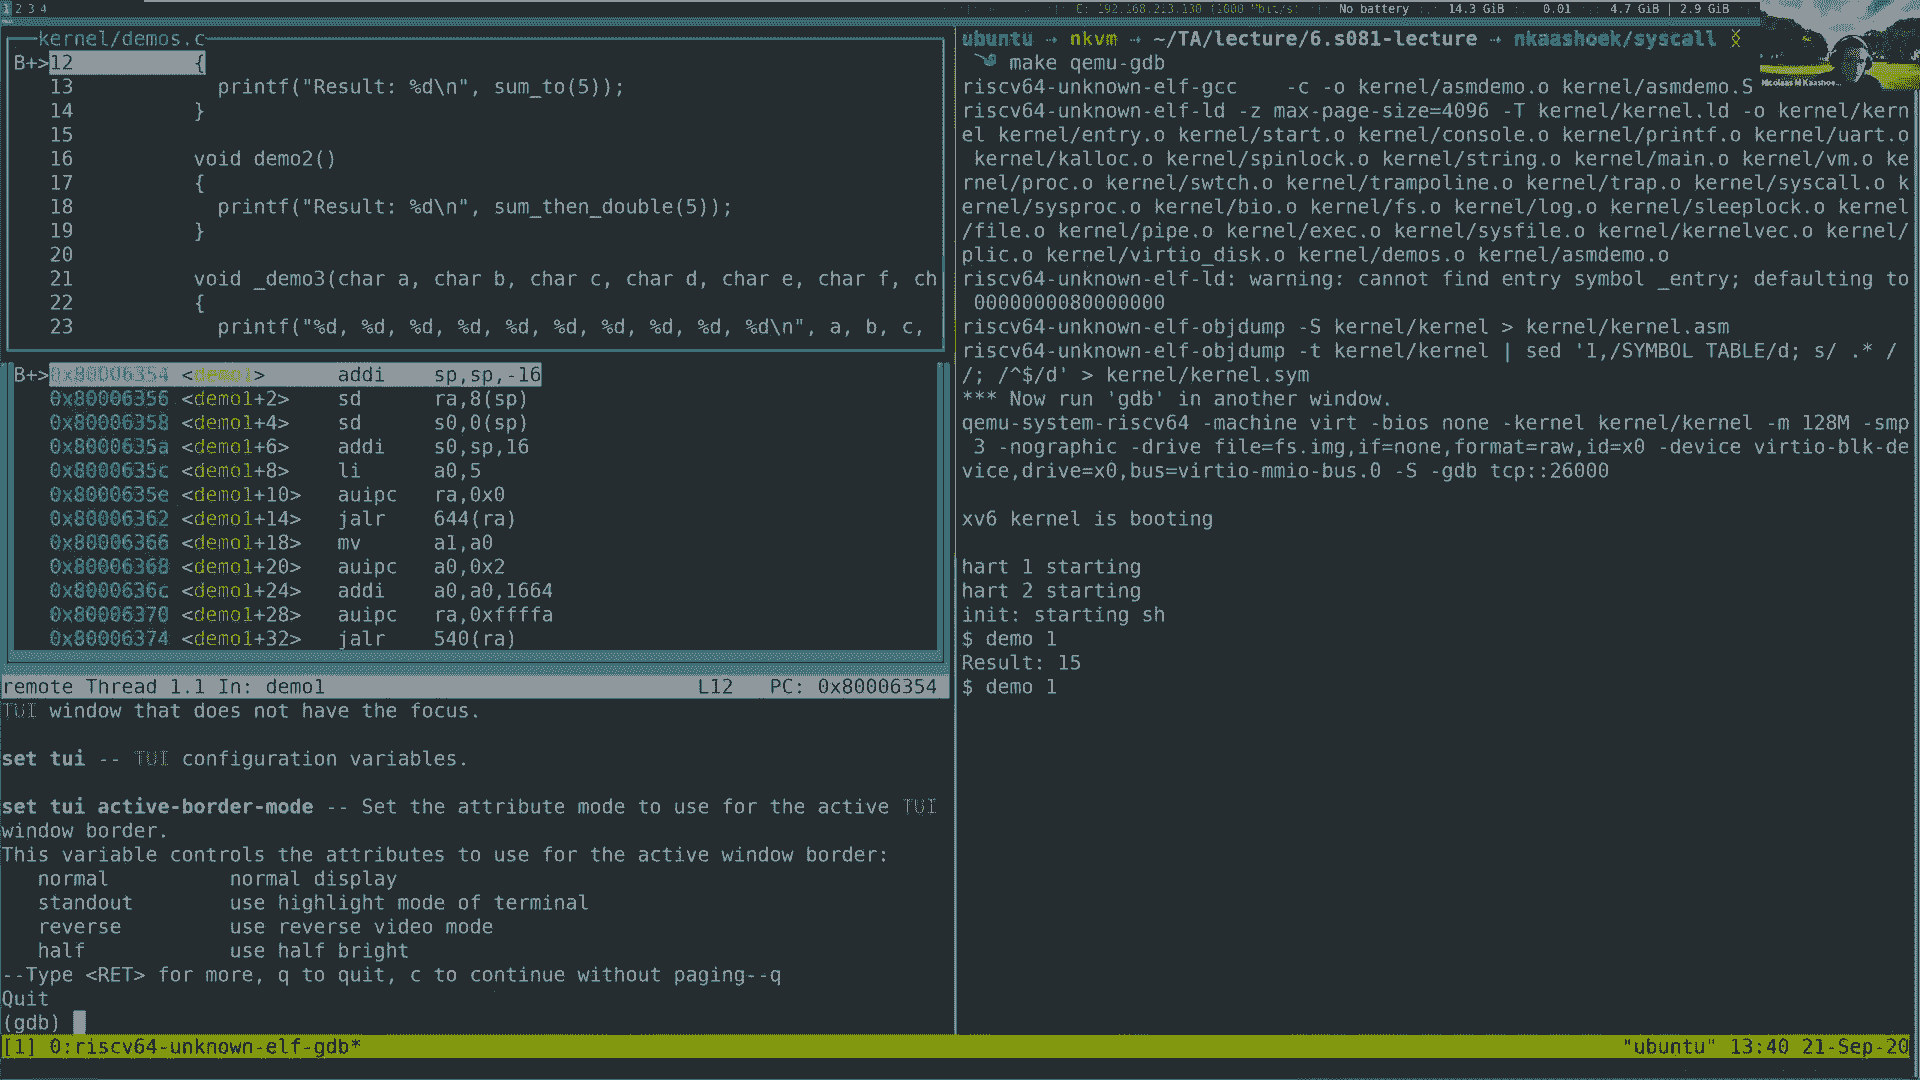 1 2 3 4
E: 192.168.213.130 (1000 Mbit/s) No battery 14.3 GiB 0.01 4.7 GiB | 2.9 GiB
kernel/demos.c
B+>12 {
13 printf("Result: %d\n", sum_to(5));
14 }
15
16 void demo2()
17 {
18 printf("Result: %d\n", sum_then_double(5));
19 }
20
21 void _demo3(char a, char b, char c, char d, char e, char f, ch
22 {
23 printf("%d, %d, %d, %d, %d, %d, %d, %d, %d, %d\n", a, b, c,
B+>0x80006354 <demo1> addi sp,sp,-16
0x80006356 <demo1+2> sd ra,8(sp)
0x80006358 <demo1+4> sd s0,0(sp)
0x8000635a <demo1+6> addi s0,sp,16
0x8000635c <demo1+8> li a0,5
0x8000635e <demo1+10> auipc ra,0x0
0x80006362 <demo1+14> jalr 644(ra)
0x80006366 <demo1+18> mv a1,a0
0x80006368 <demo1+20> auipc a0,0x2
0x8000636c <demo1+24> addi a0,a0,1664
0x80006370 <demo1+28> auipc ra,0xffffa
0x80006374 <demo1+32> jalr 540(ra)
remote Thread 1.1 In: demo1 L12 PC: 0x80006354
TUI window that does not have the focus.
set tui -- TUI configuration variables.
set tui active-border-mode -- Set the attribute mode to use for the active TUI
window border.
This variable controls the attributes to use for the active window border:
normal normal display
standout use highlight mode of terminal
reverse use reverse video mode
half use half bright
--Type <RET> for more, q to quit, c to continue without paging--q
Quit
(gdb)
ubuntu → nkvm → ~/TA/lecture/6.s081-lecture → nkaashoek/syscall
make qemu-gdb
riscv64-unknown-elf-gcc -c -o kernel/asmdemo.o kernel/asmdemo.S
riscv64-unknown-elf-ld -z max-page-size=4096 -T kernel/kernel.ld -o kernel/kern
el kernel/entry.o kernel/start.o kernel/console.o kernel/printf.o kernel/uart.o
kernel/kalloc.o kernel/spinlock.o kernel/string.o kernel/main.o kernel/vm.o ke
rnel/proc.o kernel/swtch.o kernel/trampoline.o kernel/trap.o kernel/syscall.o k
ernel/sysproc.o kernel/bio.o kernel/fs.o kernel/log.o kernel/sleeplock.o kernel
/file.o kernel/pipe.o kernel/exec.o kernel/sysfile.o kernel/kernelvec.o kernel/
plic.o kernel/virtio_disk.o kernel/demos.o kernel/asmdemo.o
riscv64-unknown-elf-ld: warning: cannot find entry symbol _entry; defaulting to
0000000080000000
riscv64-unknown-elf-objdump -S kernel/kernel > kernel/kernel.asm
riscv64-unknown-elf-objdump -t kernel/kernel | sed '1,/SYMBOL TABLE/d; s/ .* /
/; /^$/d' > kernel/kernel.sym
*** Now run 'gdb' in another window.
qemu-system-riscv64 -machine virt -bios none -kernel kernel/kernel -m 128M -smp
3 -nographic -drive file=fs.img,if=none,format=raw,id=x0 -device virtio-blk-de
vice,drive=x0,bus=virtio-mmio-bus.0 -S -gdb tcp::26000
xv6 kernel is booting
hart 1 starting
hart 2 starting
init: starting sh
$ demo 1
Result: 15
$ demo 1
Nicolaas M Kaashoe...
[1] 0:riscv64-unknown-elf-gdb* "ubuntu" 13:40 21-Sep-20